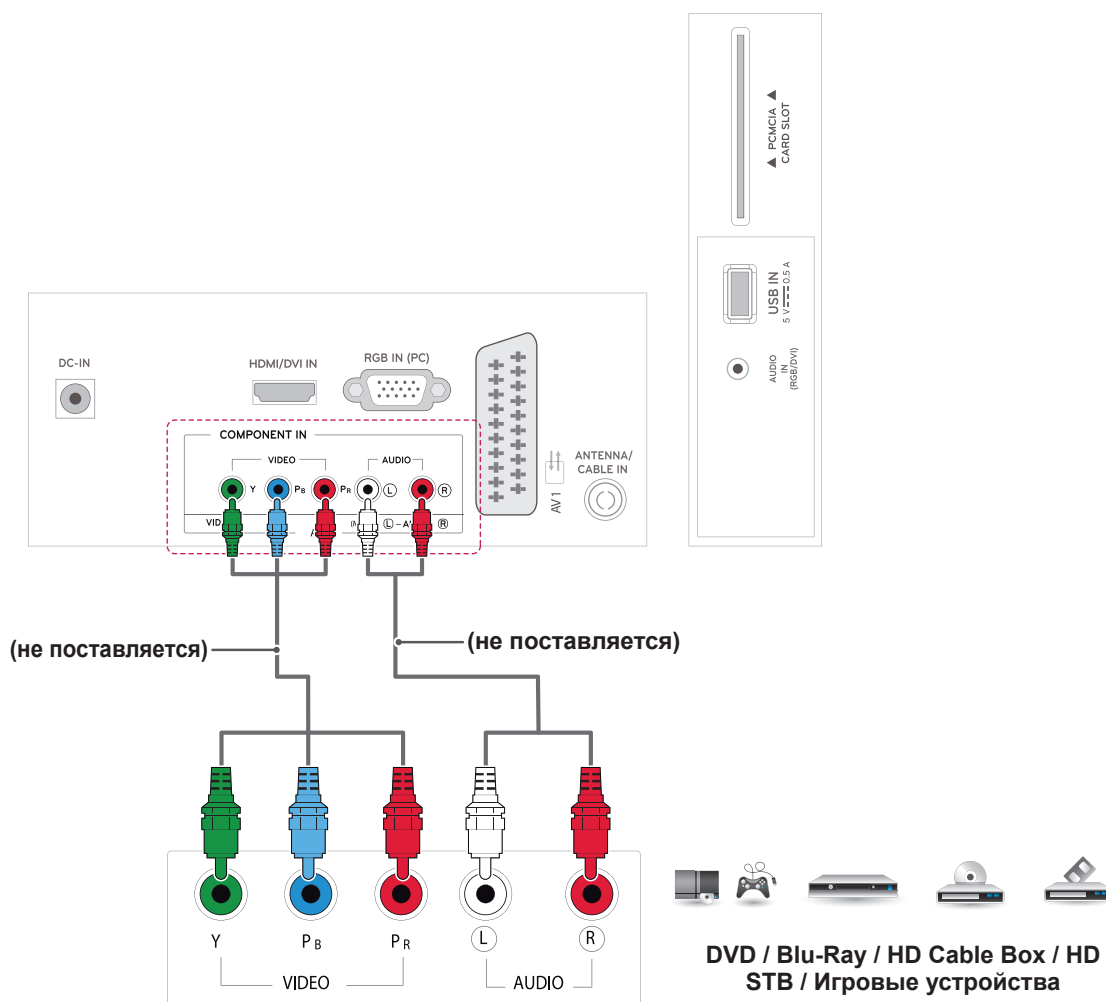 ▲ PCMCIA ▲
CARD SLOT
USB IN
5 V 0.5 A
AUDIO
IN
(RGB/DVI)
DC-IN
HDMI/DVI IN
RGB IN (PC)
COMPONENT IN
VIDEO
AUDIO
Y PB PR L R
VID
L
R
AV1
ANTENNA/
CABLE IN
(не поставляется)
(не поставляется)
Y PB PR L R
VIDEO
AUDIO
DVD / Blu-Ray / HD Cable Box / HD
STB / Игровые устройства